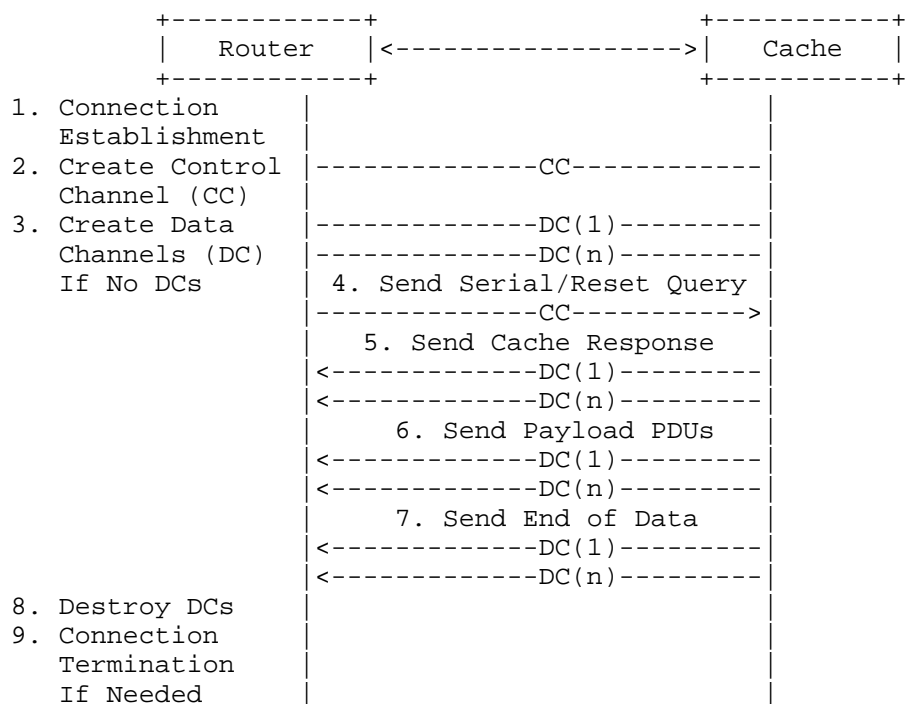 Router Cache
1. Connection
Establishment
2. Create Control CC
Channel (CC)
3. Create Data DC(1)
Channels (DC) DC(n)
If No DCs 4. Send Serial/Reset Query
CC
5. Send Cache Response
DC(1)
DC(n)
6. Send Payload PDUs
DC(1)
DC(n)
7. Send End of Data
DC(1)
DC(n)
8. Destroy DCs
9. Connection
Termination
If Needed